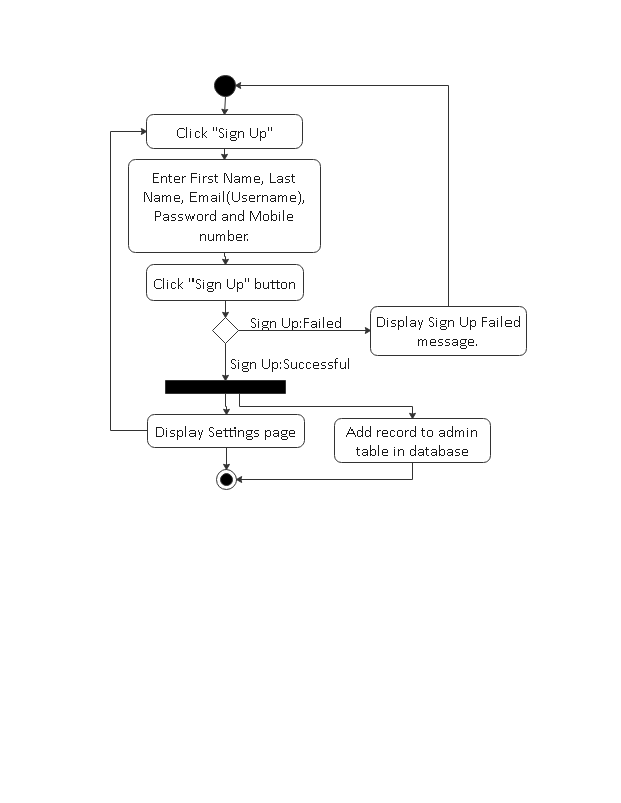 Click "Sign Up"
Enter First Name, Last
Name, Email(Username),
Password and Mobile
number.
Click "Sign Up" button
Sign Up:Failed
Display Sign Up Failed
message.
Sign Up:Successful
Display Settings page
Add record to admin
table in database